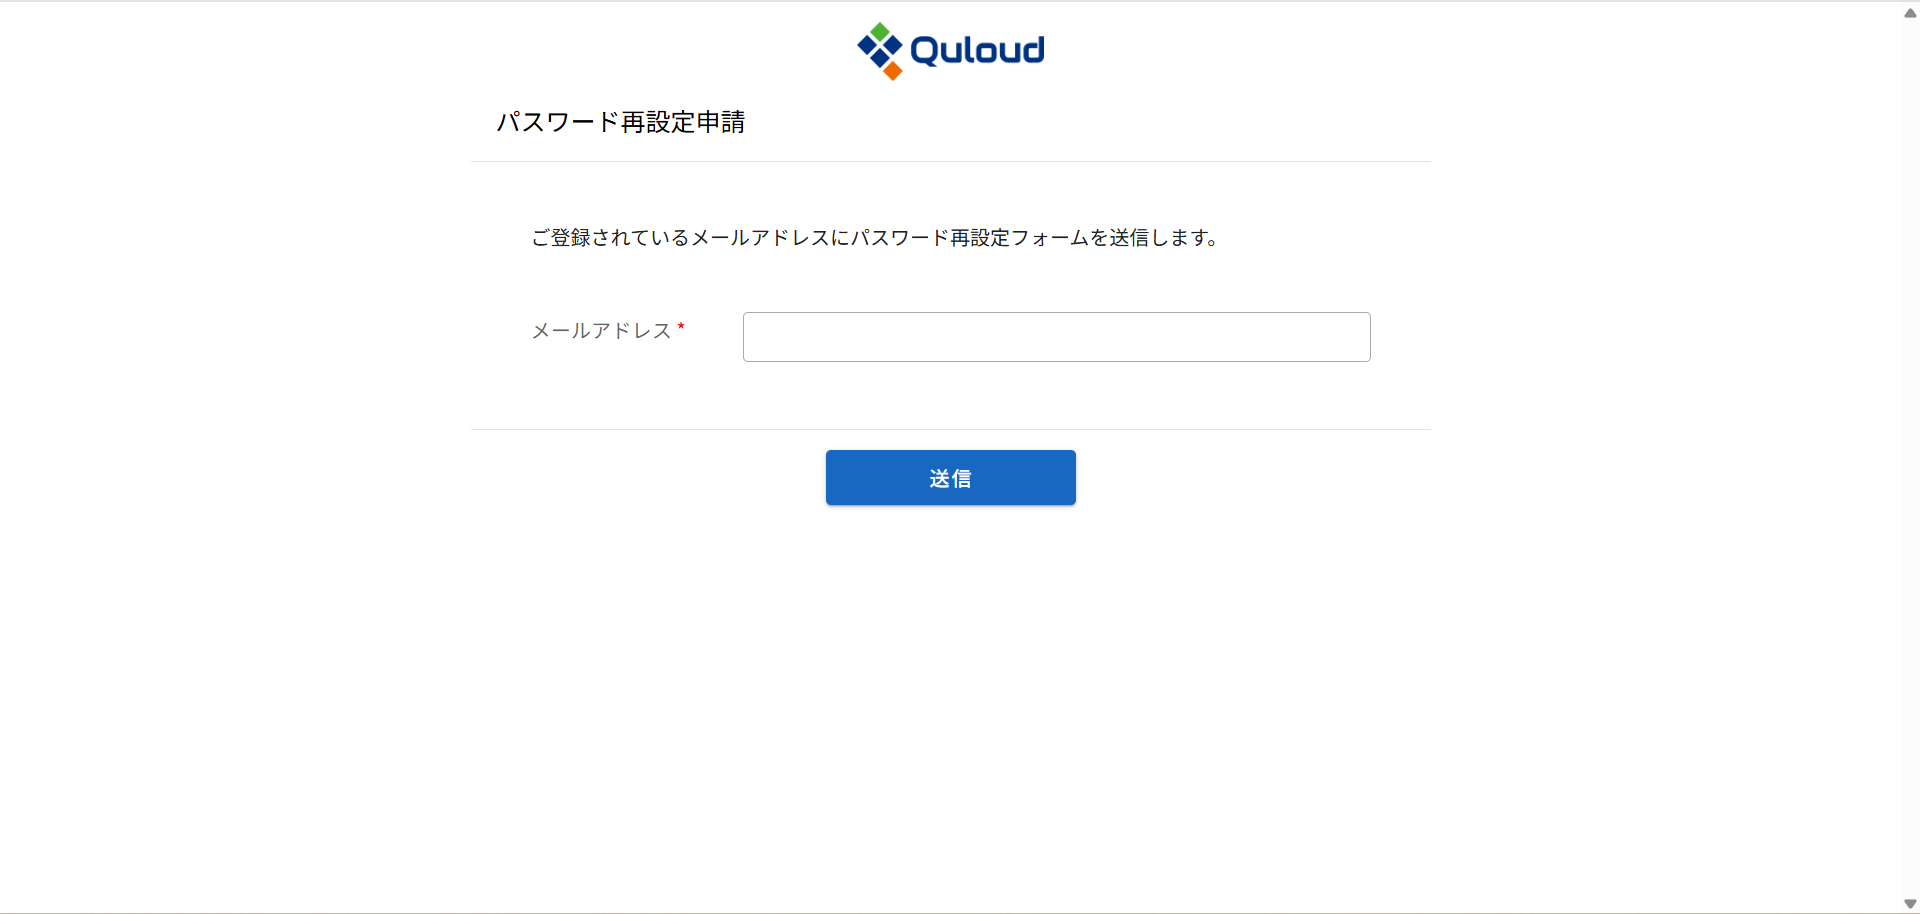 Quloud
パスワード再設定申請
ご登録されているメールアドレスにパスワード再設定フォームを送信します。
メールアドレス *
送信